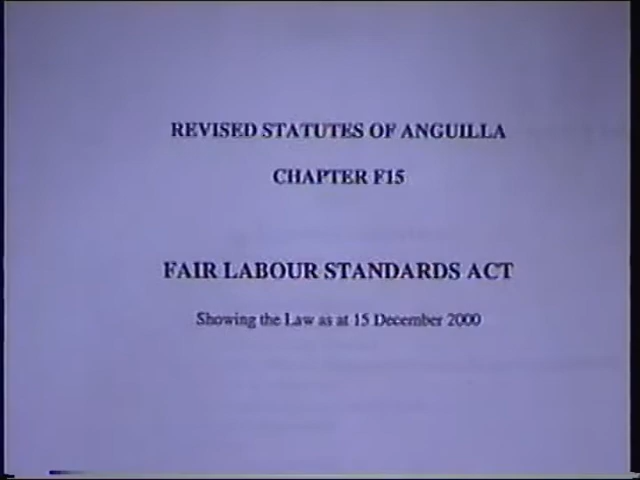 REVISED STATUTES OF ANGUILLA
CHAPTER F15
FAIR LABOUR STANDARDS ACT
Showing the Law as at 15 December 2000